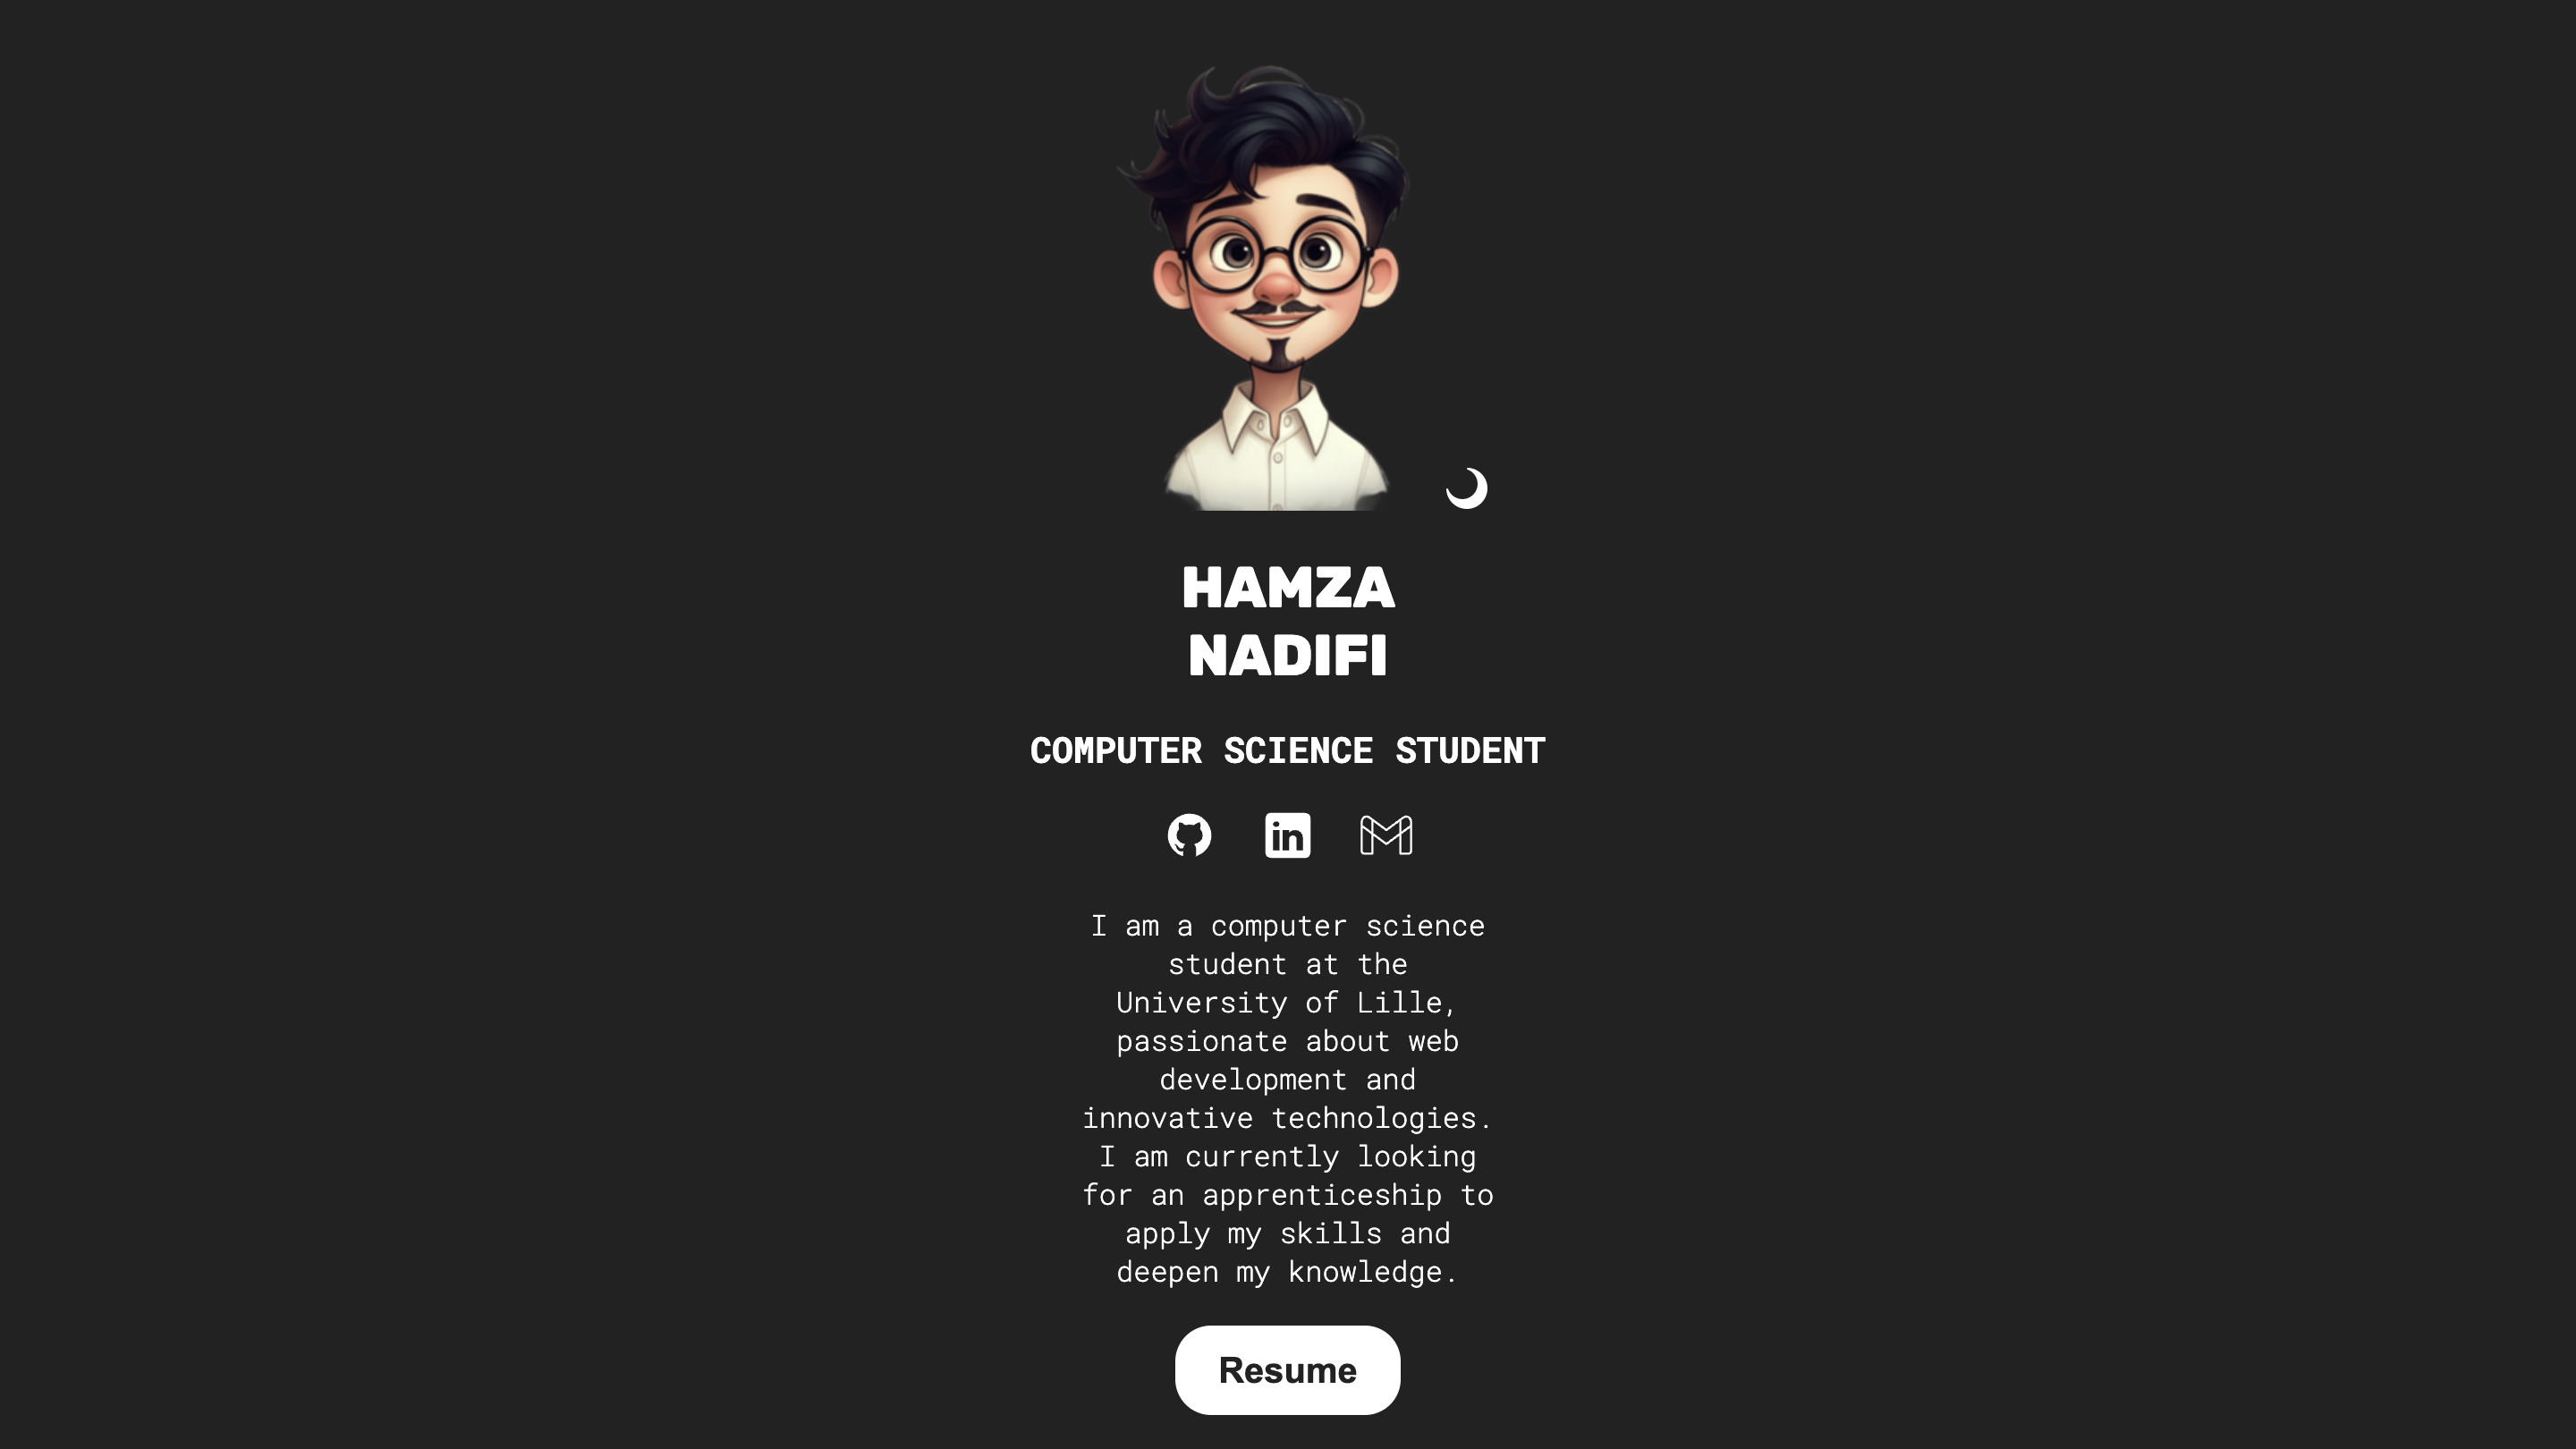 HAMZA
NADIFI
COMPUTER SCIENCE STUDENT
in
I am a computer science
student at the
University of Lille,
passionate about web
development and
innovative technologies.
I am currently looking
for an apprenticeship to
apply my skills and
deepen my knowledge.
Resume